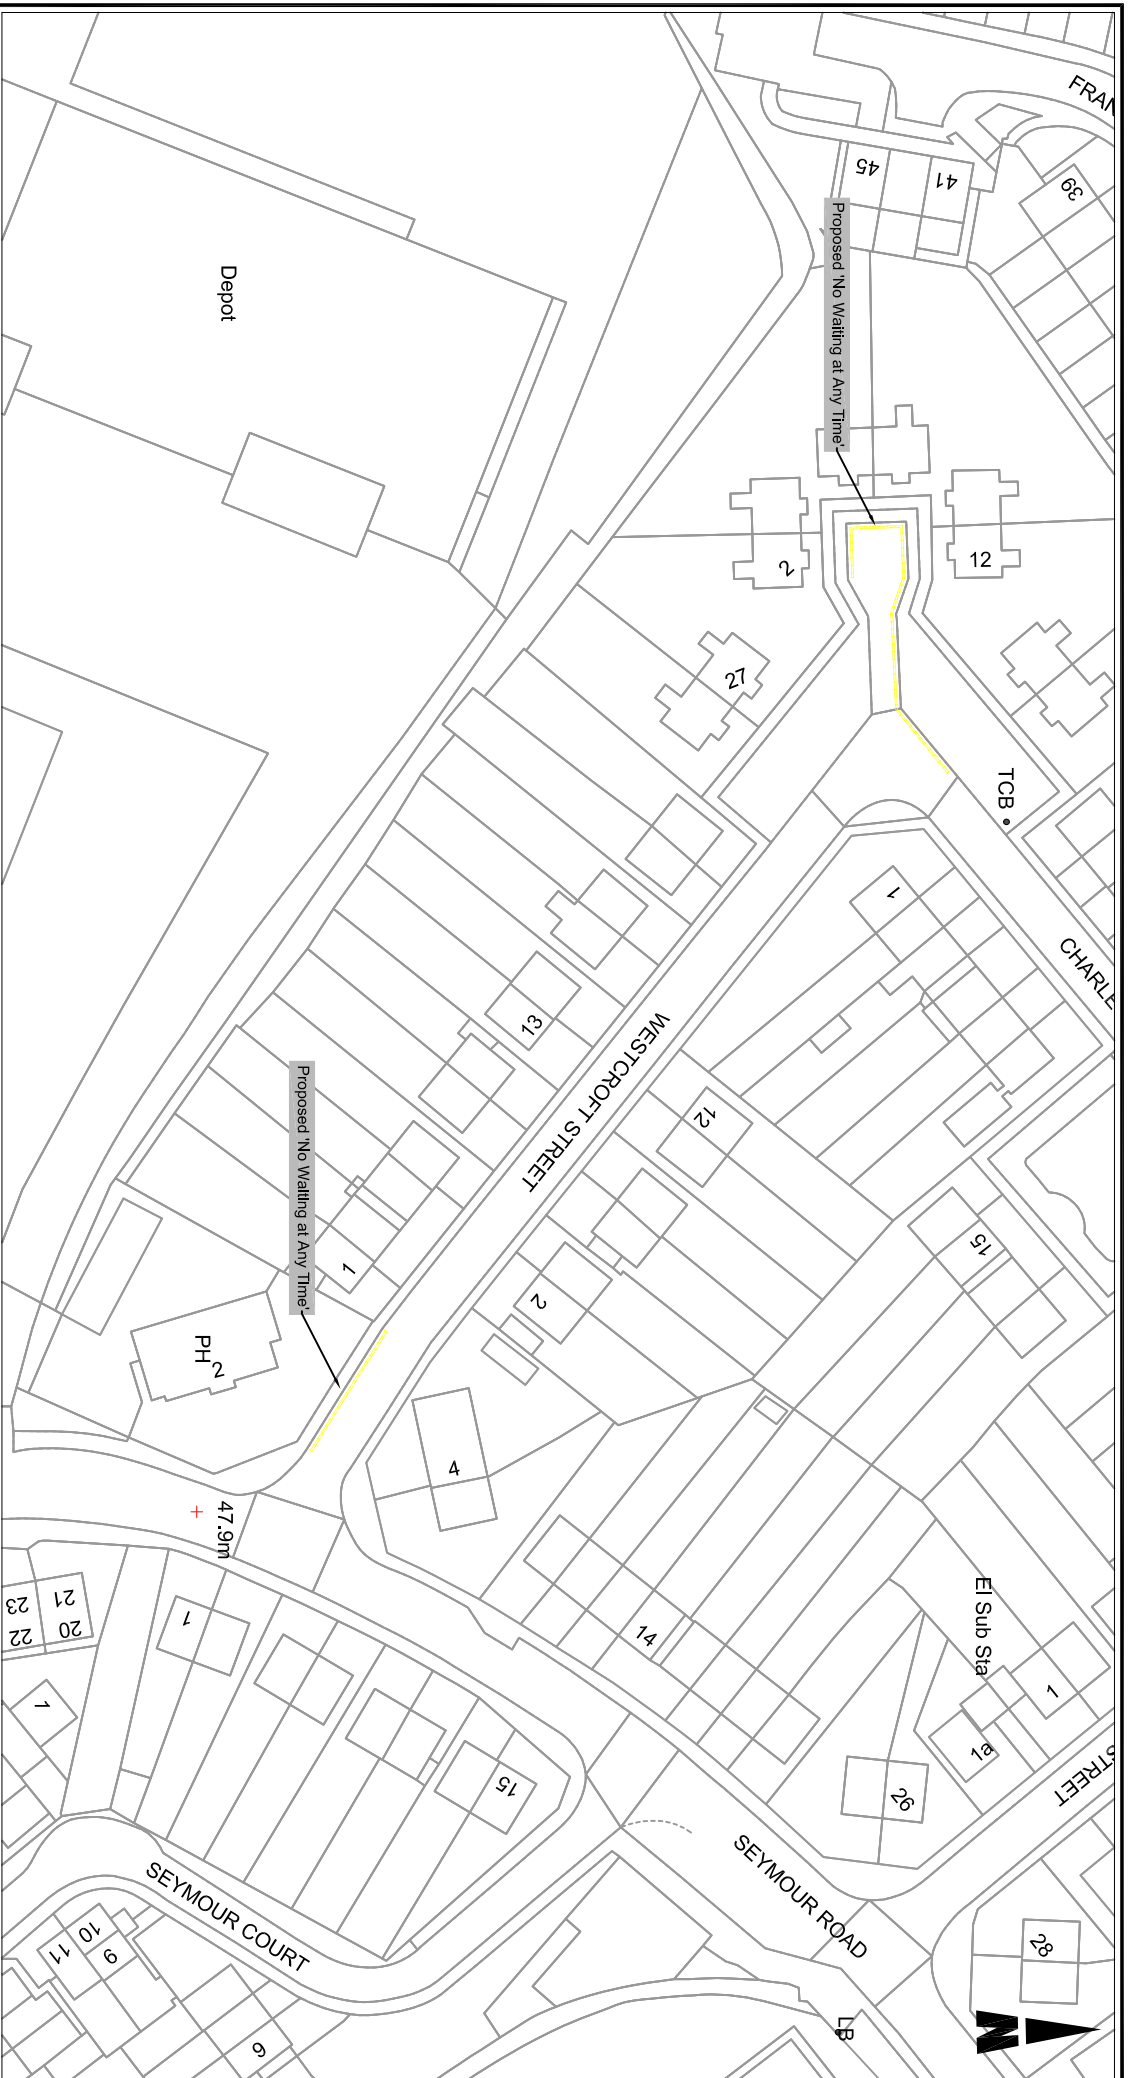 FRAN
45
41
39
Proposed 'No Waiting at Any Time'
Depot
2
12
27
TCB
1
CHARLE
13
WESTCROFT STREET
12
Proposed 'No Waiting at Any Time'
15
1
2
PH
2
4
47.9m
El Sub Sta
21
23
20
22
1
14
1
1
1a
STREET
15
26
SEYMOUR ROAD
SEYMOUR COURT
10
11
9
28
6
LB
N